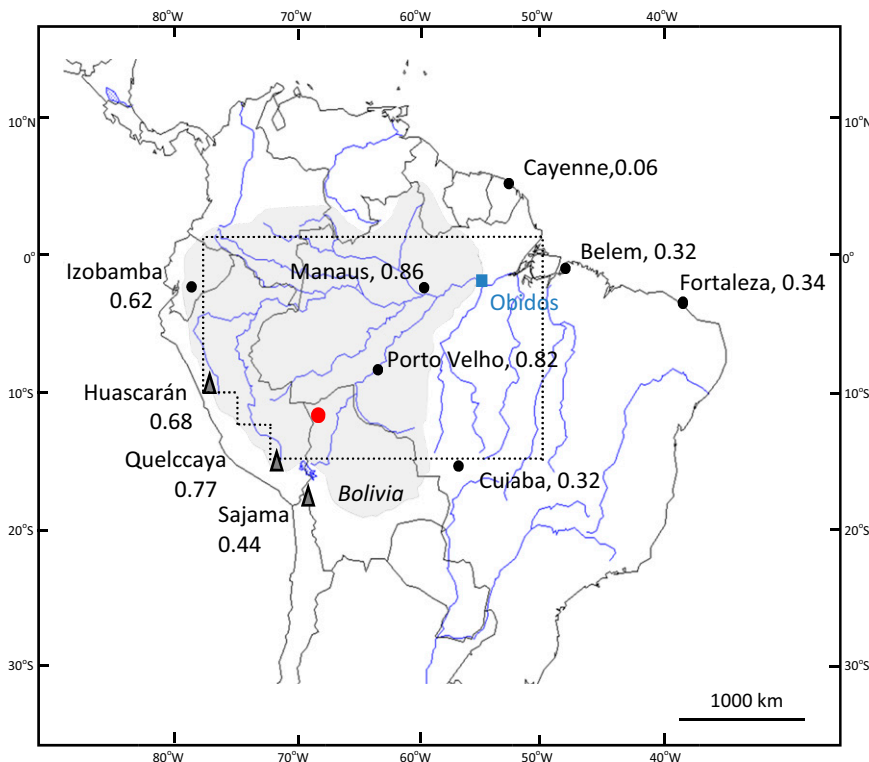 80°W 70°W 60°W 50°W 40°W
10°N 10°N
Cayenne,0.06
0° 0°
Belem, 0.32
Izobamba
0.62
Manaus, 0.86
Fortaleza, 0.34
Obidos
Porto Velho, 0.82
10°S 10°S
Huascarán
0.68
Quelccaya
0.77
Cuiaba, 0.32
Bolivia
Sajama
0.44
20°S 20°S
30°S 30°S
1000 km
80°W 70°W 60°W 50°W 40°W